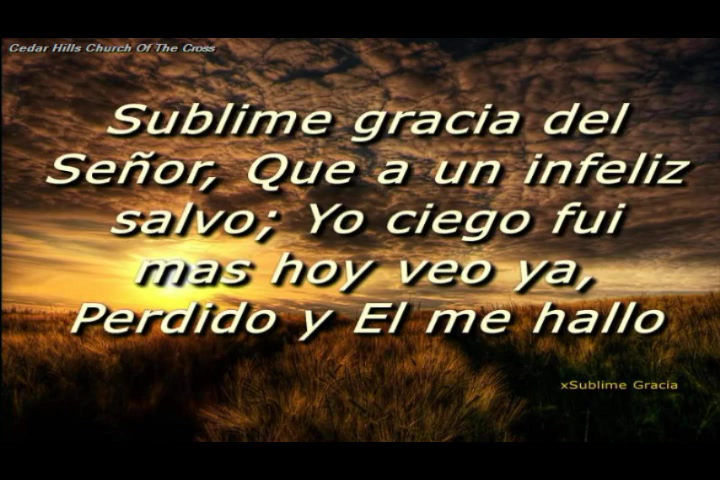 Cedar Hills Church Of The Cross
Sublime gracia del
Señor, Que a un infeliz
salvo; Yo ciego fui
mas hoy veo ya,
Perdido y El me hallo
xSublime Gracia